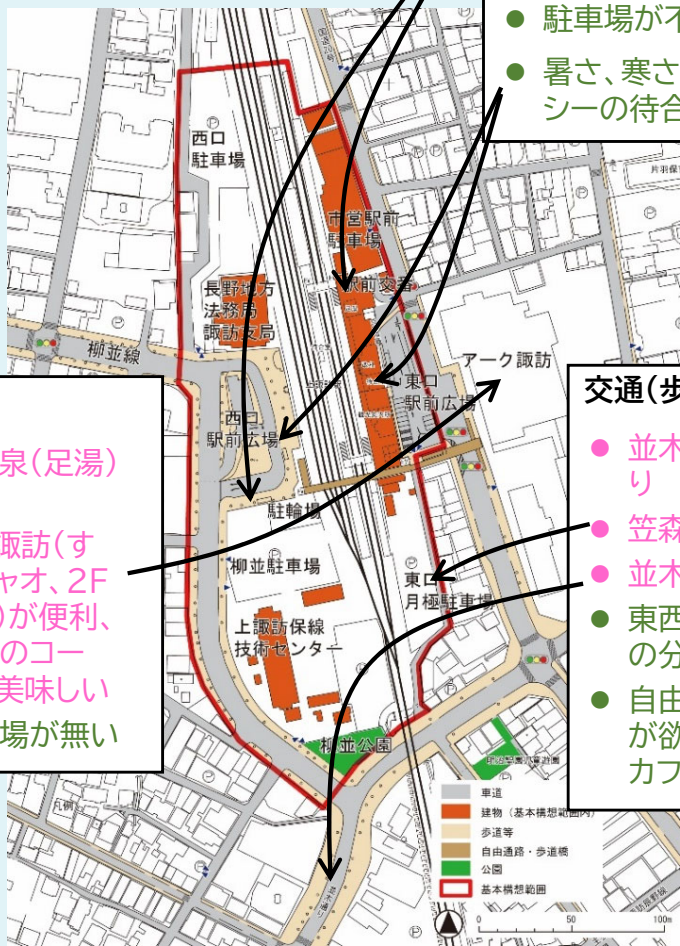 ● 駐車場が不
● 暑さ、寒さ
シーの待合
西口
駐車場
市営駅前
駐車場
駅前交番
長野地方
法務局
諏訪支局
柳並線
アーク諏訪
東口
駅前広場
西口
駅前広場
駐輪場
柳並駐車場
東口
月極駐車場
上諏訪保線
技術センター
柳並公園
並木通り
泉(足湯)
諏訪(す
ャオ、2F
)が便利、
のコー
美味しい
場が無い
交通(歩
● 並木
り
● 笠森
● 並木
● 東西
の分
● 自由
が欲
カフ
凡例
車道
建物(基本構想範囲内)
歩道等
自由通路・歩道橋
公園
基本構想範囲
0 50 100m